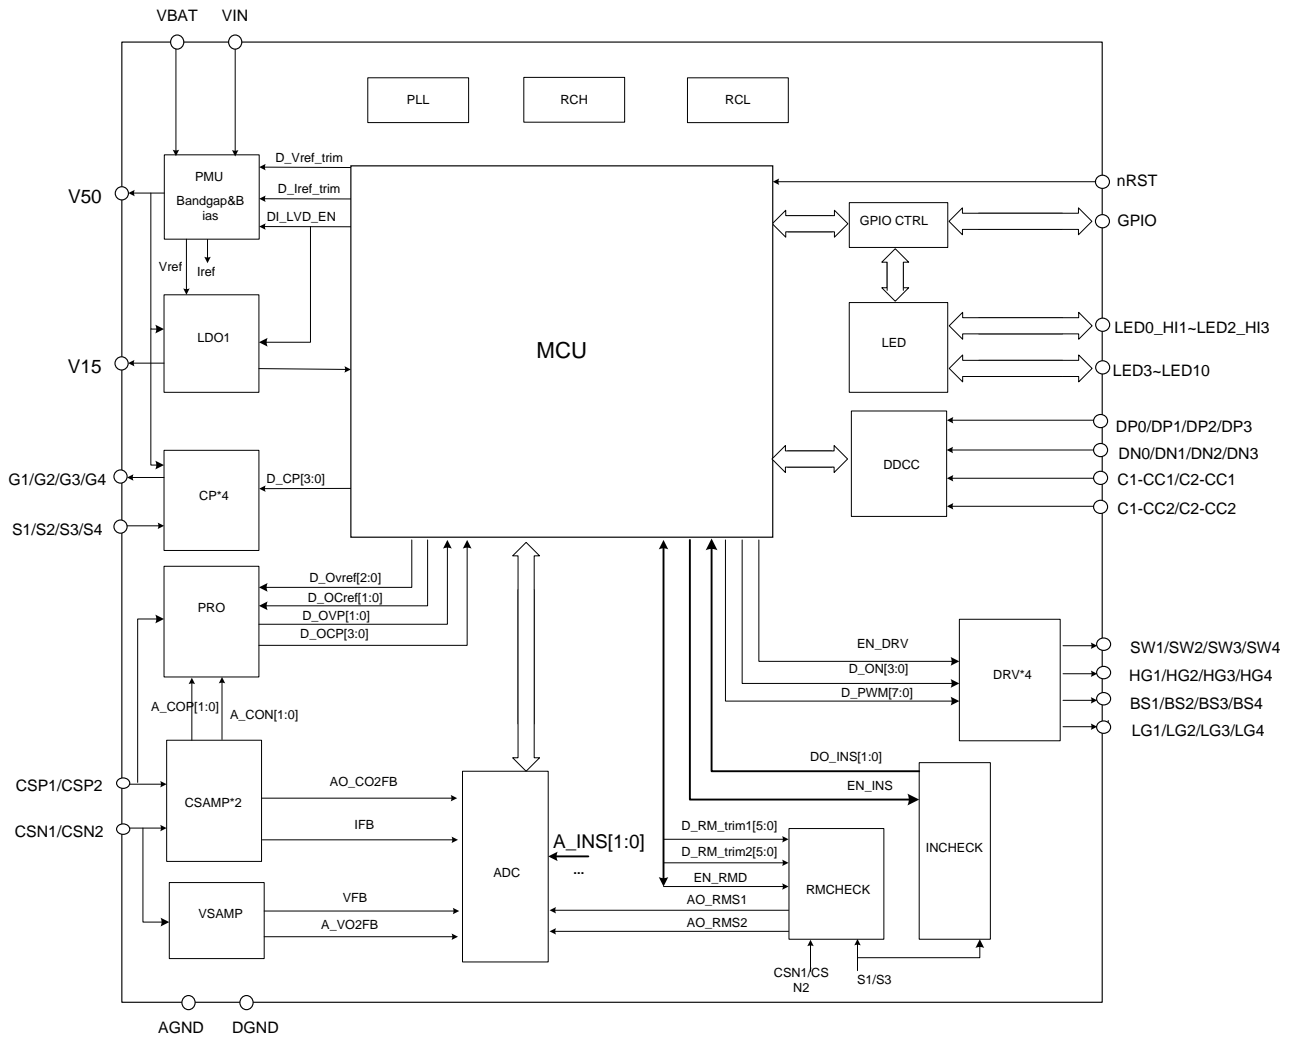 VBAT
VIN
PLL
RCH
RCL
PMU
Bandgap&B
ias
D_Vref_trim
D_Iref_trim
DI_LVD_EN
V50
Vref
Iref
LDO1
V15
MCU
nRST
GPIO CTRL
GPIO
LED
LED0_HI1~LED2_HI3
LED3~LED10
DDCC
DP0/DP1/DP2/DP3
DN0/DN1/DN2/DN3
C1-CC1/C2-CC1
C1-CC2/C2-CC2
G1/G2/G3/G4
S1/S2/S3/S4
CP*4
D_CP[3:0]
PRO
D_Ovref[2:0]
D_OCref[1:0]
D_OVP[1:0]
D_OCP[3:0]
A_COP[1:0]
A_CON[1:0]
EN_DRV
D_ON[3:0]
D_PWM[7:0]
DRV*4
SW1/SW2/SW3/SW4
HG1/HG2/HG3/HG4
BS1/BS2/BS3/BS4
LG1/LG2/LG3/LG4
CSP1/CSP2
CSN1/CSN2
CSAMP*2
AO_CO2FB
IFB
VSAMP
VFB
A_VO2FB
ADC
A_INS[1:0]
...
DO_INS[1:0]
EN_INS
INCHECK
D_RM_trim1[5:0]
D_RM_trim2[5:0]
EN_RMD
AO_RMS1
AO_RMS2
RMCHECK
CSN1/CS
N2
S1/S3
AGND
DGND